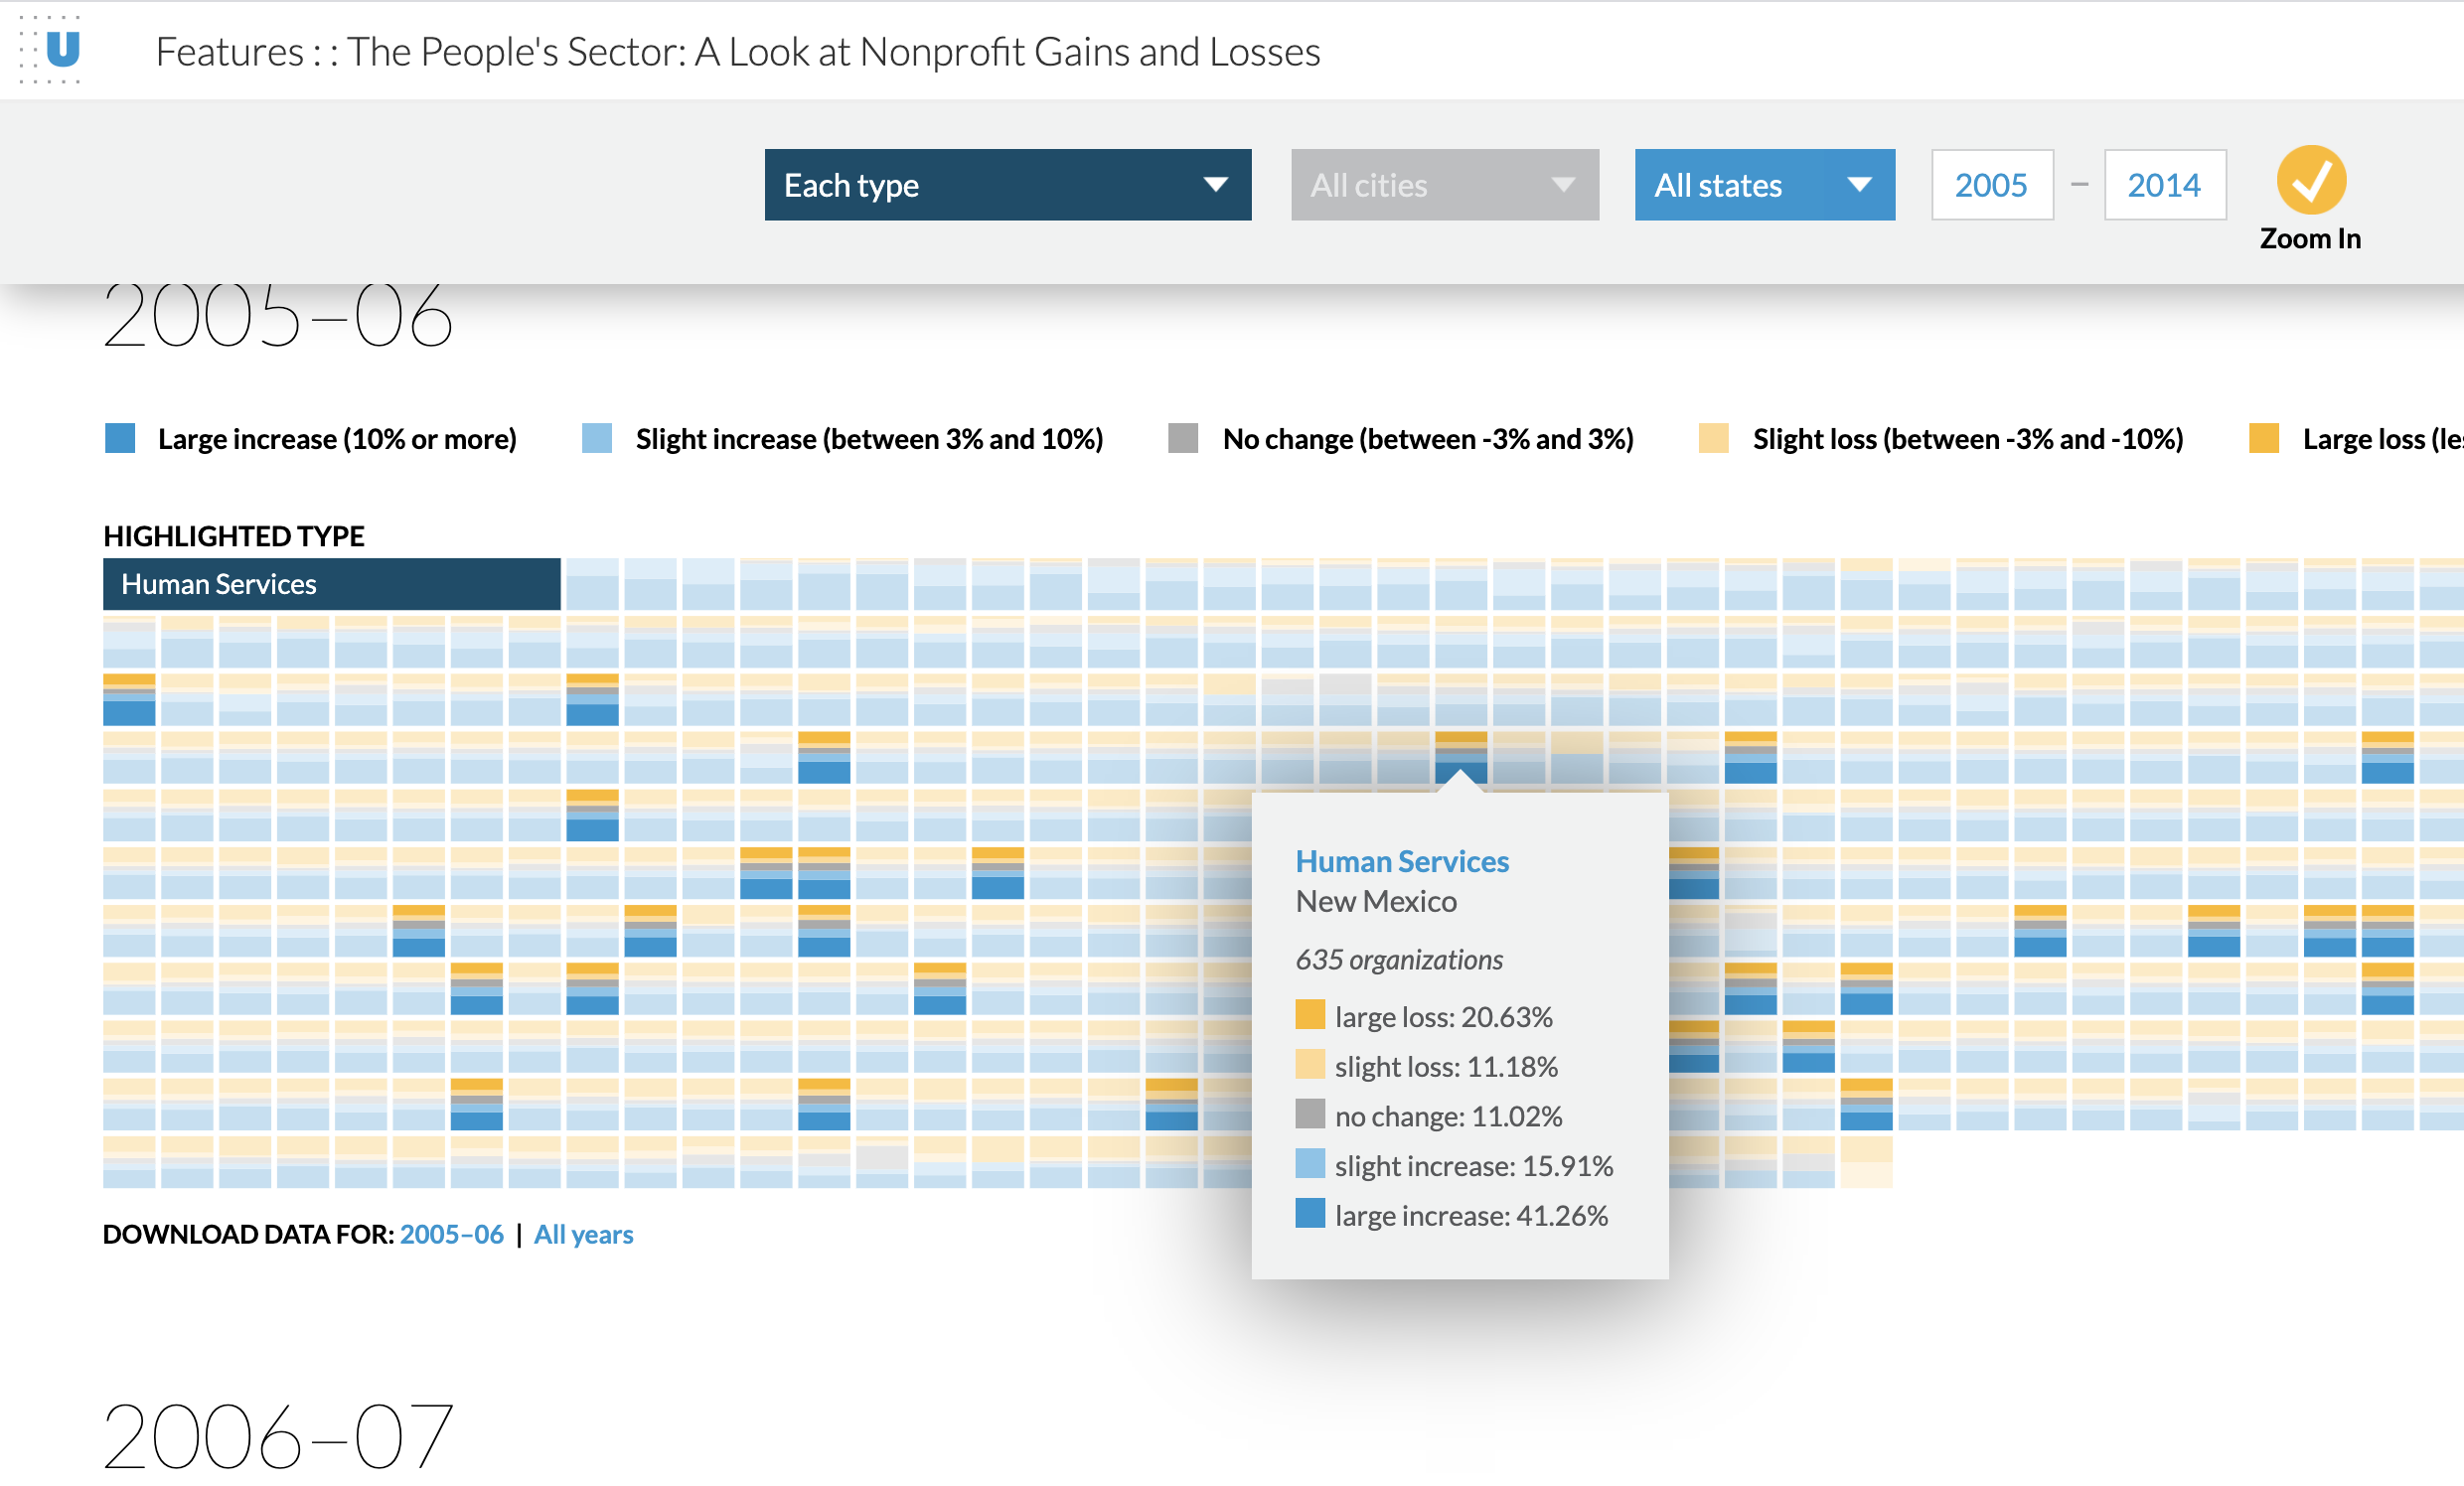 U
Features : : The People's Sector: A Look at Nonprofit Gains and Losses
Each type
All cities
All states
2005 – 2014
Zoom In
2005–06
Large increase (10% or more)
Slight increase (between 3% and 10%)
No change (between -3% and 3%)
Slight loss (between -3% and -10%)
Large loss
HIGHLIGHTED TYPE
Human Services
Human Services
New Mexico
635 organizations
large loss: 20.63%
slight loss: 11.18%
no change: 11.02%
slight increase: 15.91%
large increase: 41.26%
DOWNLOAD DATA FOR: 2005–06 | All years
2006–07